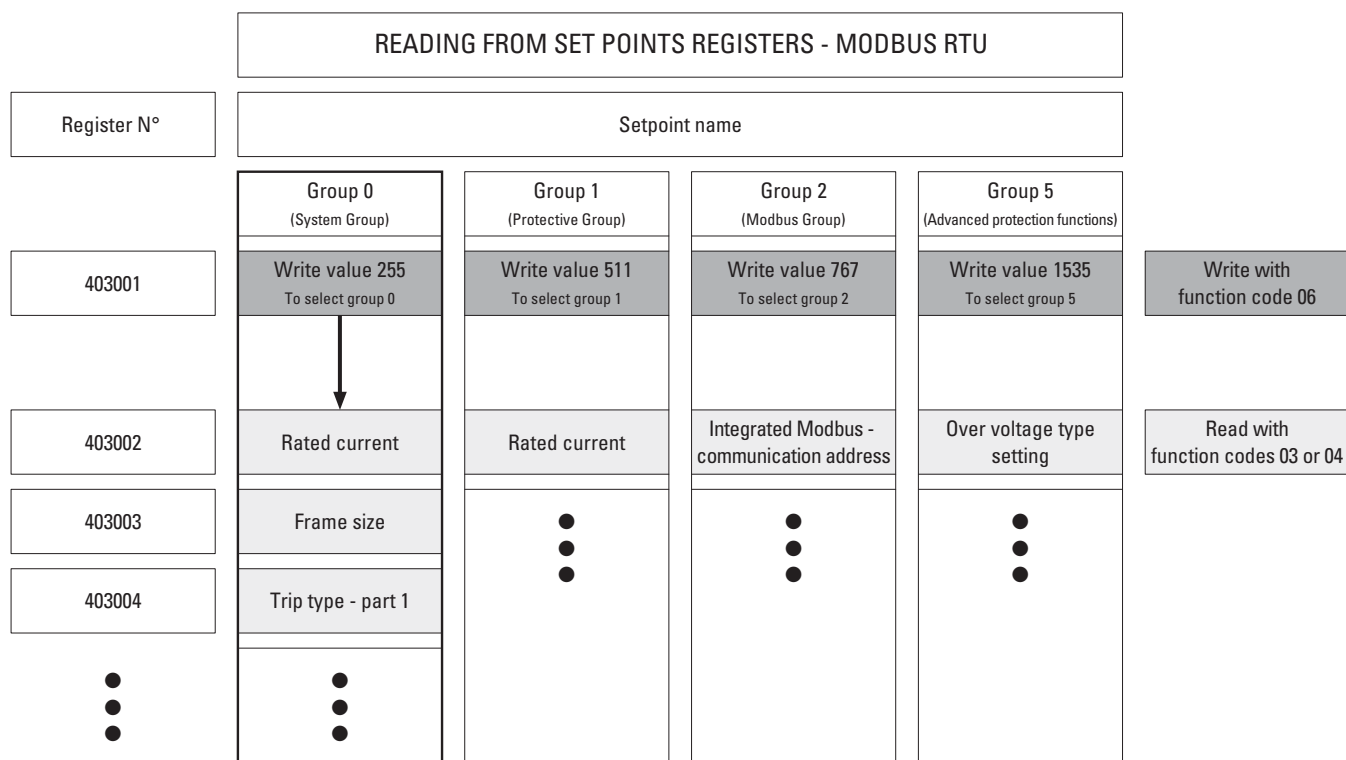 READING FROM SET POINTS REGISTERS - MODBUS RTU
Register N°
Setpoint name
Group 0
(System Group)
Group 1
(Protective Group)
Group 2
(Modbus Group)
Group 5
(Advanced protection functions)
403001
Write value 255
To select group 0
Write value 511
To select group 1
Write value 767
To select group 2
Write value 1535
To select group 5
Write with
function code 06
403002
Rated current
Rated current
Integrated Modbus -
communication address
Over voltage type
setting
Read with
function codes 03 or 04
403003
Frame size
403004
Trip type - part 1